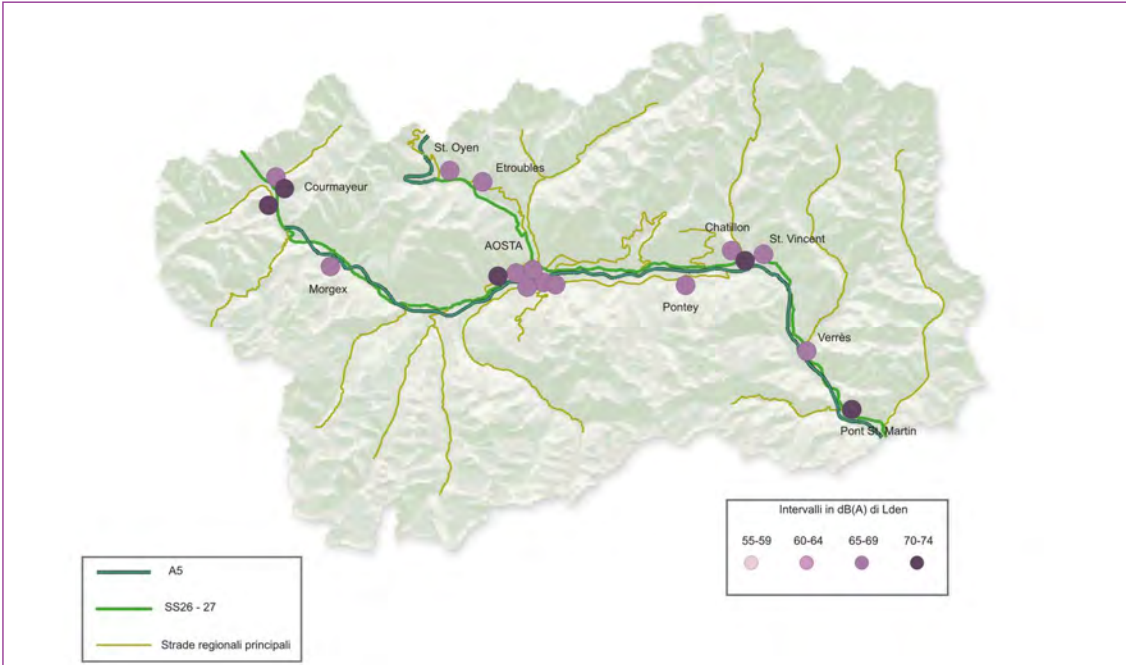 St. Oyen
Etroubles
Courmayeur
Chatillon
St. Vincent
AOSTA
Morgex
Pontey
Verrès
Pont St. Martin
Intervalli in dB(A) di Lden
55-59 60-64 65-69 70-74
A5
SS26 - 27
Strade regionali principali